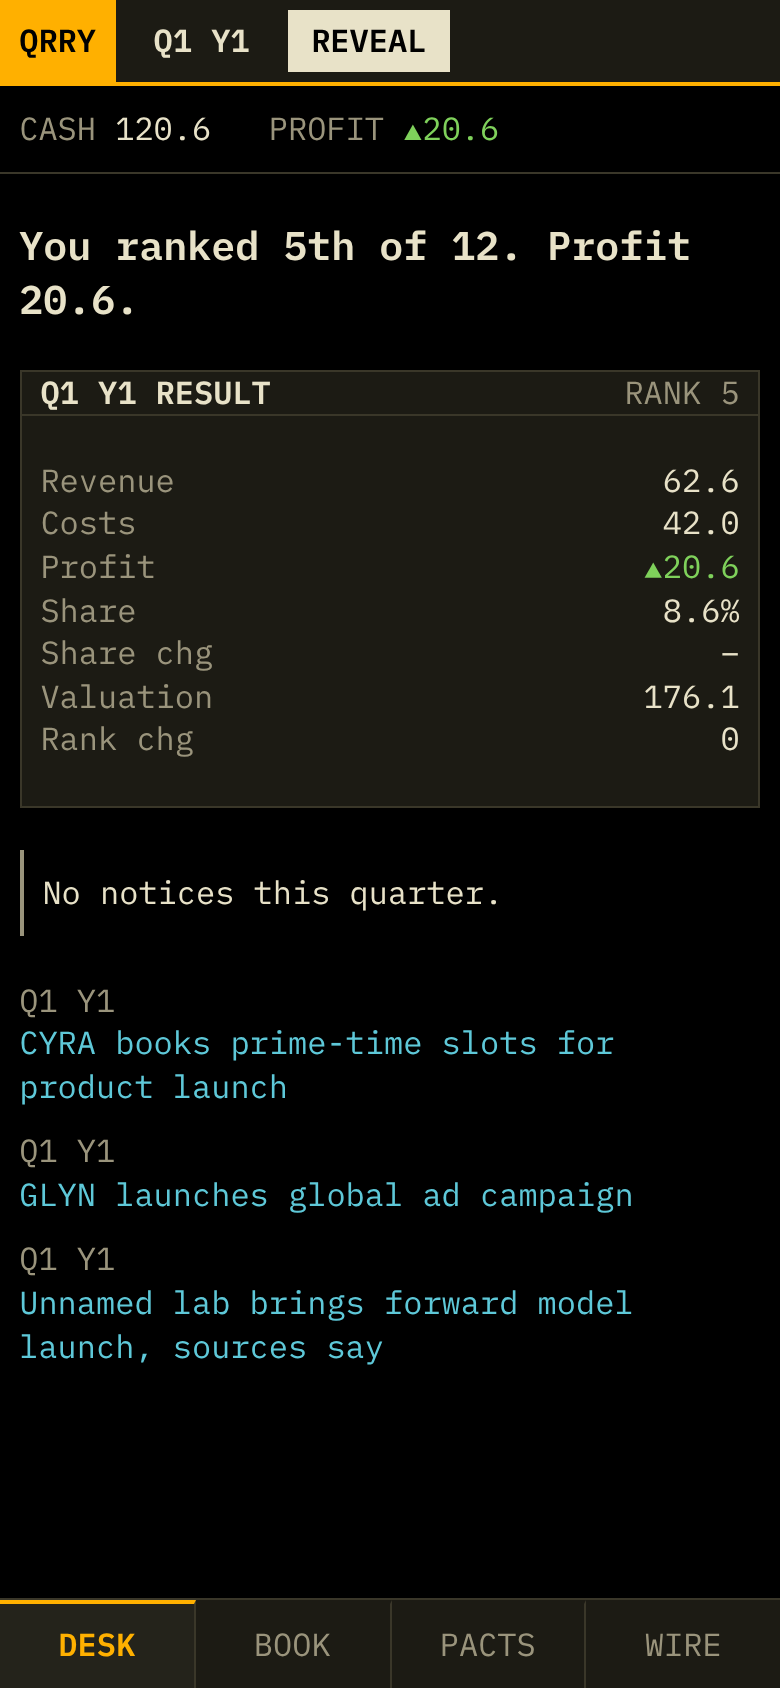 QRRY Q1 Y1 REVEAL
CASH 120.6 PROFIT ▲20.6
You ranked 5th of 12. Profit
20.6.
Q1 Y1 RESULT RANK 5
Revenue 62.6
Costs 42.0
Profit ▲20.6
Share 8.6%
Share chg –
Valuation 176.1
Rank chg 0
No notices this quarter.
Q1 Y1
CYRA books prime-time slots for
product launch
Q1 Y1
GLYN launches global ad campaign
Q1 Y1
Unnamed lab brings forward model
launch, sources say
DESK BOOK PACTS WIRE